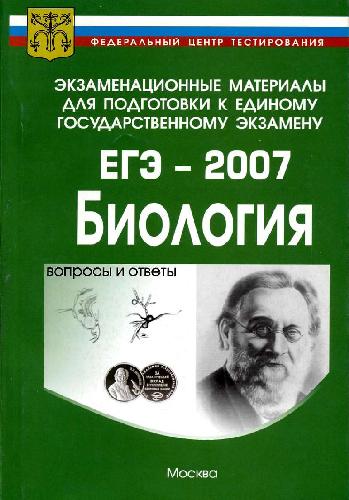 ФЕДЕРАЛЬНЫЙ ЦЕНТР ТЕСТИРОВАНИЯ
ЭКЗАМЕНАЦИОННЫЕ МАТЕРИАЛЫ
ДЛЯ ПОДГОТОВКИ К ЕДИНОМУ
ГОСУДАРСТВЕННОМУ ЭКЗАМЕНУ
ЕГЭ – 2007
БИОЛОГИЯ
ВОПРОСЫ И ОТВЕТЫ
Москва